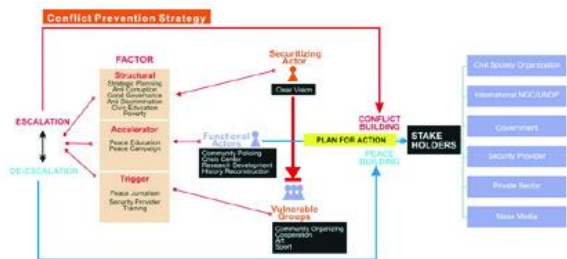 Conflict Prevention Strategy
FACTOR
Structural
Strategic Planning
Anti Corruption
Good Governance
Anti Discrimination
Civic Education
Poverty
Accelerator
Peace Education
Peace Campaign
Trigger
Peace Jurnalism
Security Provider
Training
ESCALATION
DE-ESCALATION
Securitizing
Actor
Clear Vision
Functional
Actors
Community Policing
Crisis Center
Research Development
History Reconstruction
Vulnerable
Groups
Community Organizing
Cooperation
Art
Sport
CONFLICT
BUILDING
PLAN FOR ACTION
PEACE
BUILDING
STAKE
HOLDERS
Civil Society Organization
International NGO/UNDP
Government
Security Provider
Private Sector
Mass Media